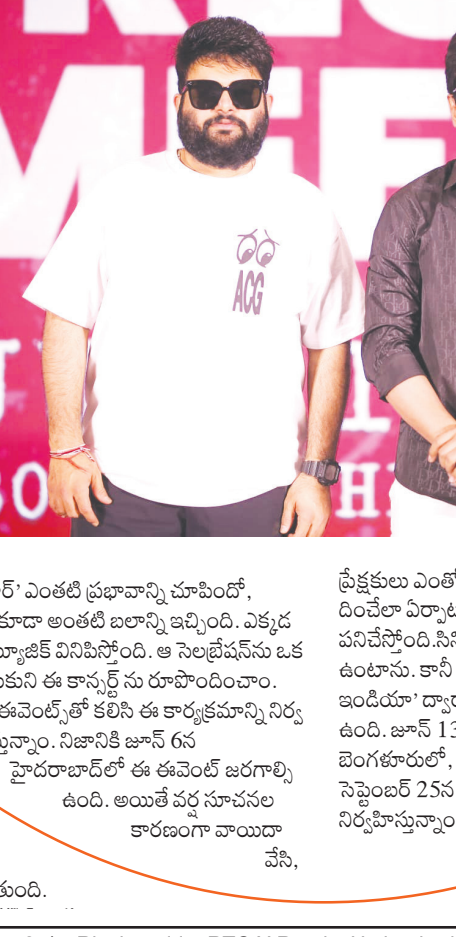 MEE
ACG
ర్' ఎంతటి ప్రభావాన్ని చూపిందో,
కూడా అంతటి బలాన్ని ఇచ్చింది. ఎక్కడ
మ్యూజిక్ వినిపిస్తోంది. ఆ సెలబ్రేషన్‌ను ఒక
ఈ కాన్సర్ట్ ను రూపొందించాం.
ఈవెంట్స్‌తో కలిసి ఈ కార్యక్రమాన్ని నిర్వ
న్నాం. నిజానికి జూన్ 6న
హైదరాబాద్‌లో ఈ ఈవెంట్ జరగాల్సి
ఉంది. అయితే వర్ష సూచనల
కారణంగా వాయిదా
వేసి,
తుంది.
ప్రేక్షకులు ఎంతో
దించేలా ఏర్పాట
పనిచేస్తోంది.సిని
ఉంటాను. కానీ
ఇండియా' ద్వార
ఉంది. జూన్ 13
బెంగళూరులో,
సెప్టెంబర్ 25న
నిర్వహిస్తున్నాం